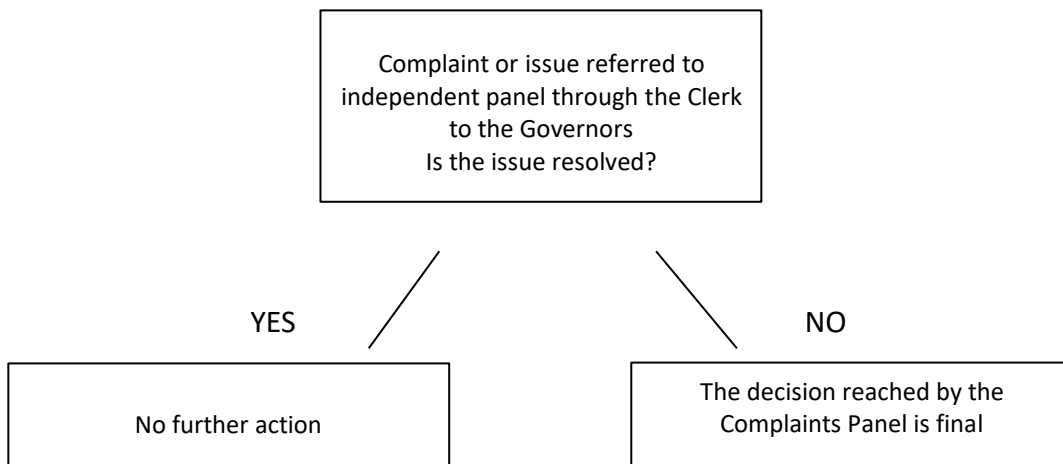 Complaint or issue referred to
independent panel through the Clerk
to the Governors
Is the issue resolved?
YES
NO
No further action
The decision reached by the
Complaints Panel is final